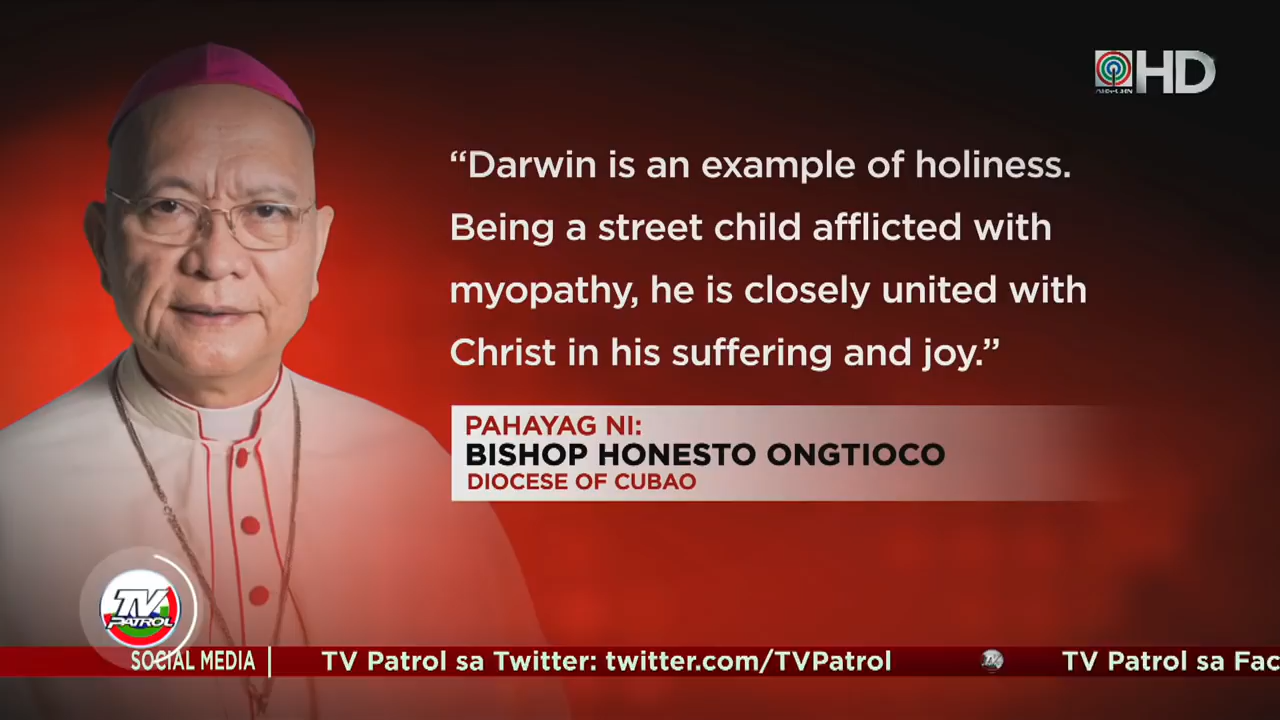 HD
“Darwin is an example of holiness.
Being a street child afflicted with
myopathy, he is closely united with
Christ in his suffering and joy.”
PAHAYAG NI:
BISHOP HONESTO ONGTIOCO
DIOCESE OF CUBAO
TV PATROL
SOCIAL MEDIA | TV Patrol sa Twitter: twitter.com/TVPatrol TV Patrol sa Fac